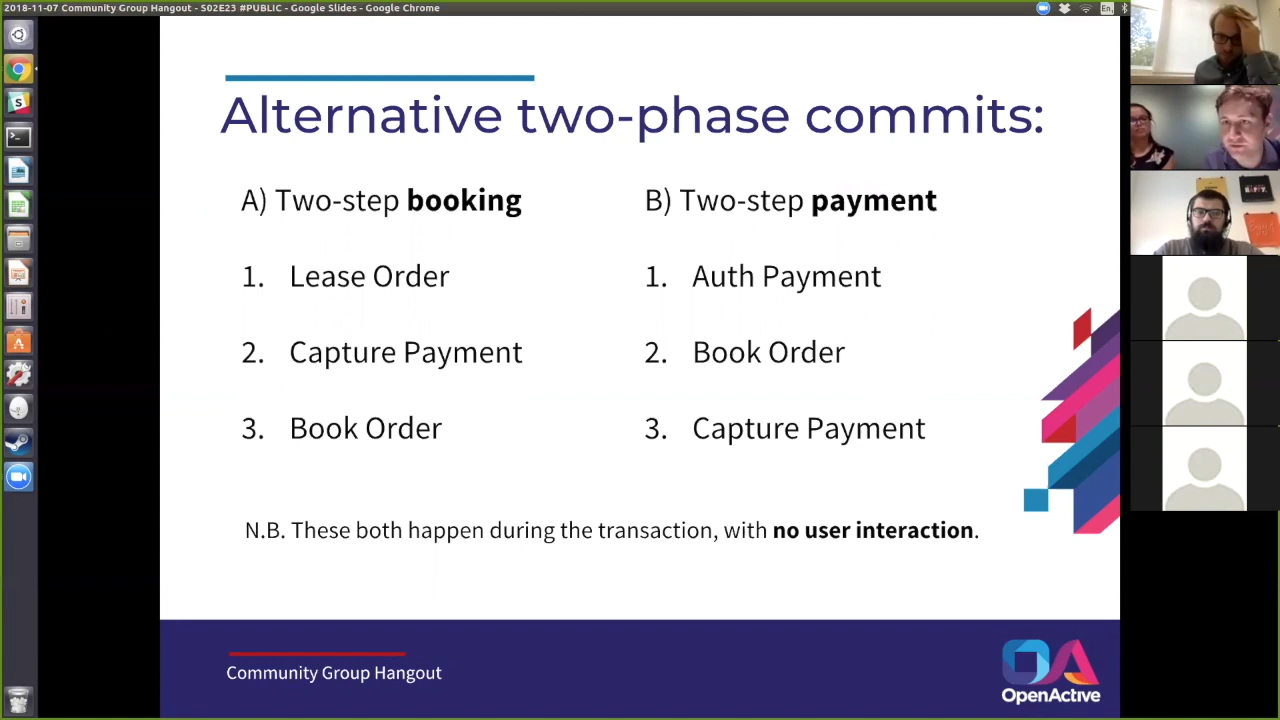 2018-11-07 Community Group Hangout - S02E23 #PUBLIC - Google Slides - Google Chrome
En
Alternative two-phase commits:
A) Two-step booking
1. Lease Order
2. Capture Payment
3. Book Order
B) Two-step payment
1. Auth Payment
2. Book Order
3. Capture Payment
N.B. These both happen during the transaction, with no user interaction.
Community Group Hangout
OA
OpenActive